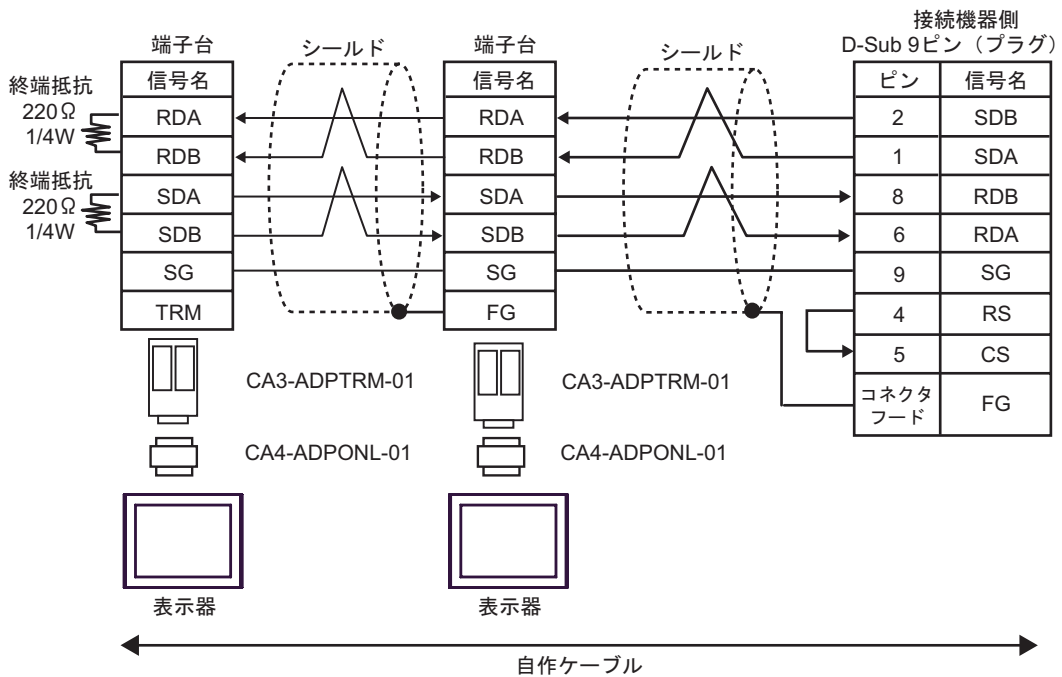 接続機器側
端子台
シールド
端子台
シールド
D-Sub 9ピン（プラグ）
終端抵抗
220Ω
1/4W
終端抵抗
220Ω
1/4W
信号名
RDA
RDB
SDA
SDB
SG
TRM
信号名
RDA
RDB
SDA
SDB
SG
FG
ピン 信号名
2 SDB
1 SDA
8 RDB
6 RDA
9 SG
4 RS
5 CS
コネクタ
フード
FG
CA3-ADPTRM-01
CA3-ADPTRM-01
CA4-ADPONL-01
CA4-ADPONL-01
表示器
表示器
自作ケーブル